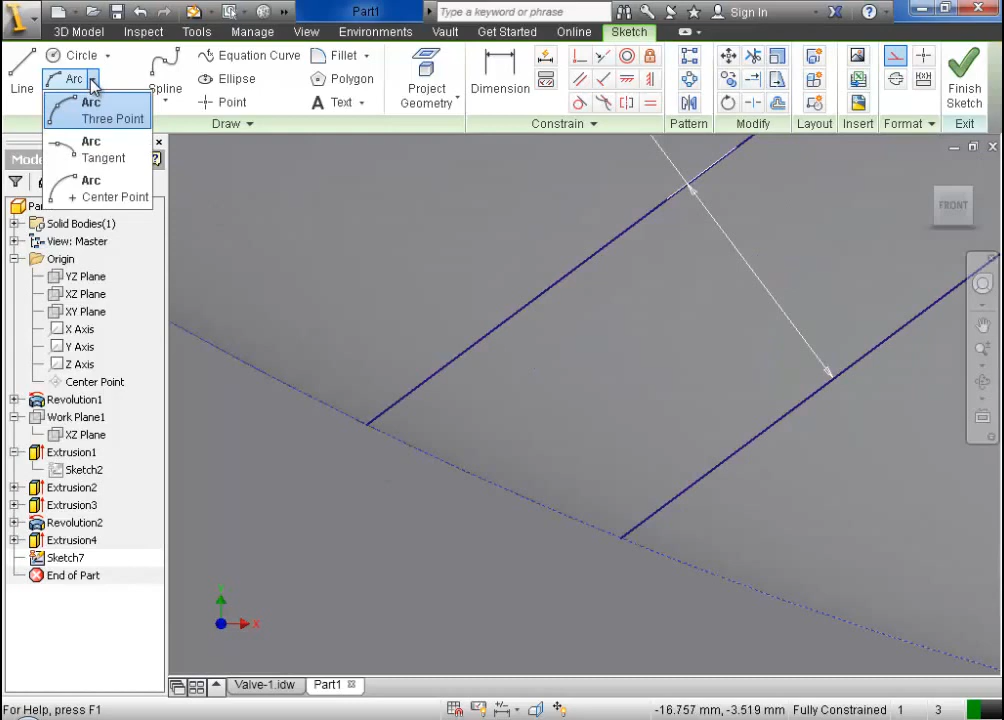 Part1
Type a keyword or phrase
Sign In
3D Model Inspect Tools Manage View Environments Vault Get Started Online Sketch
Line
Circle
Arc
Spline
Equation Curve
Ellipse
Point
Fillet
Polygon
Text
Project
Geometry
Dimension
Finish
Sketch
Draw
Constrain
Pattern
Modify
Layout
Insert
Format
Exit
Arc
Three Point
Arc
Tangent
Arc
Center Point
Solid Bodies(1)
View: Master
Origin
YZ Plane
XZ Plane
XY Plane
X Axis
Y Axis
Z Axis
Center Point
Revolution1
Work Plane1
XZ Plane
Extrusion1
Sketch2
Extrusion2
Extrusion3
Revolution2
Extrusion4
Sketch7
End of Part
FRONT
X
Valve-1.idw
Part1
For Help, press F1
-16.757 mm, -3.519 mm Fully Constrained 1 3